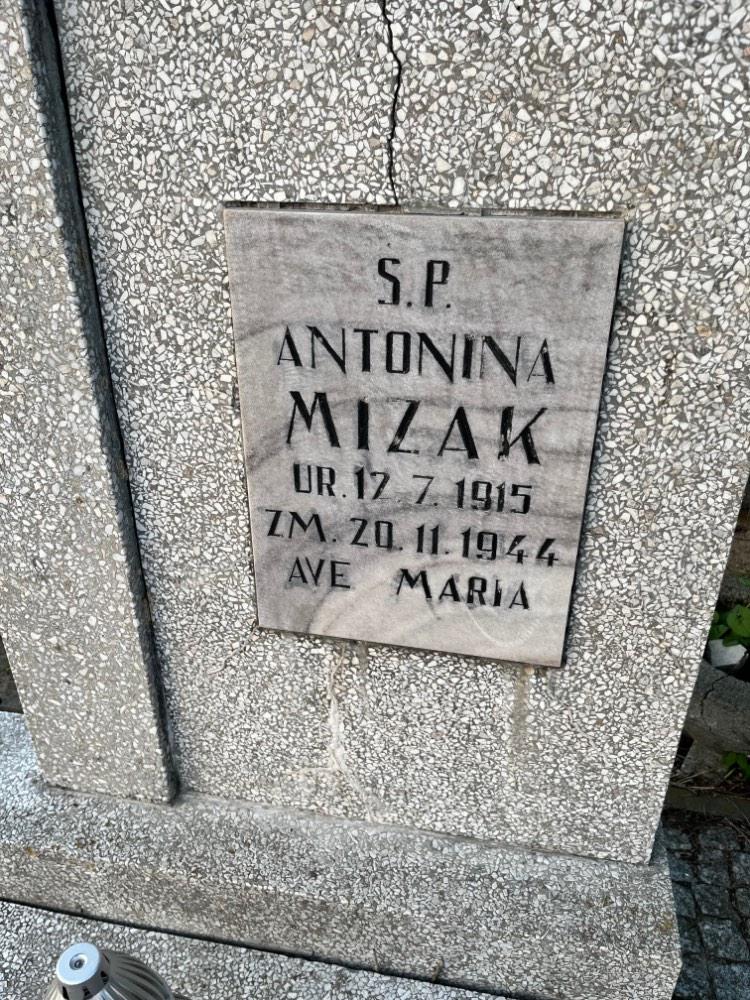 S.P.
ANTONINA
MIZAK
UR. 12.7.1915
ZM. 20.11.1944
AVE MARIA